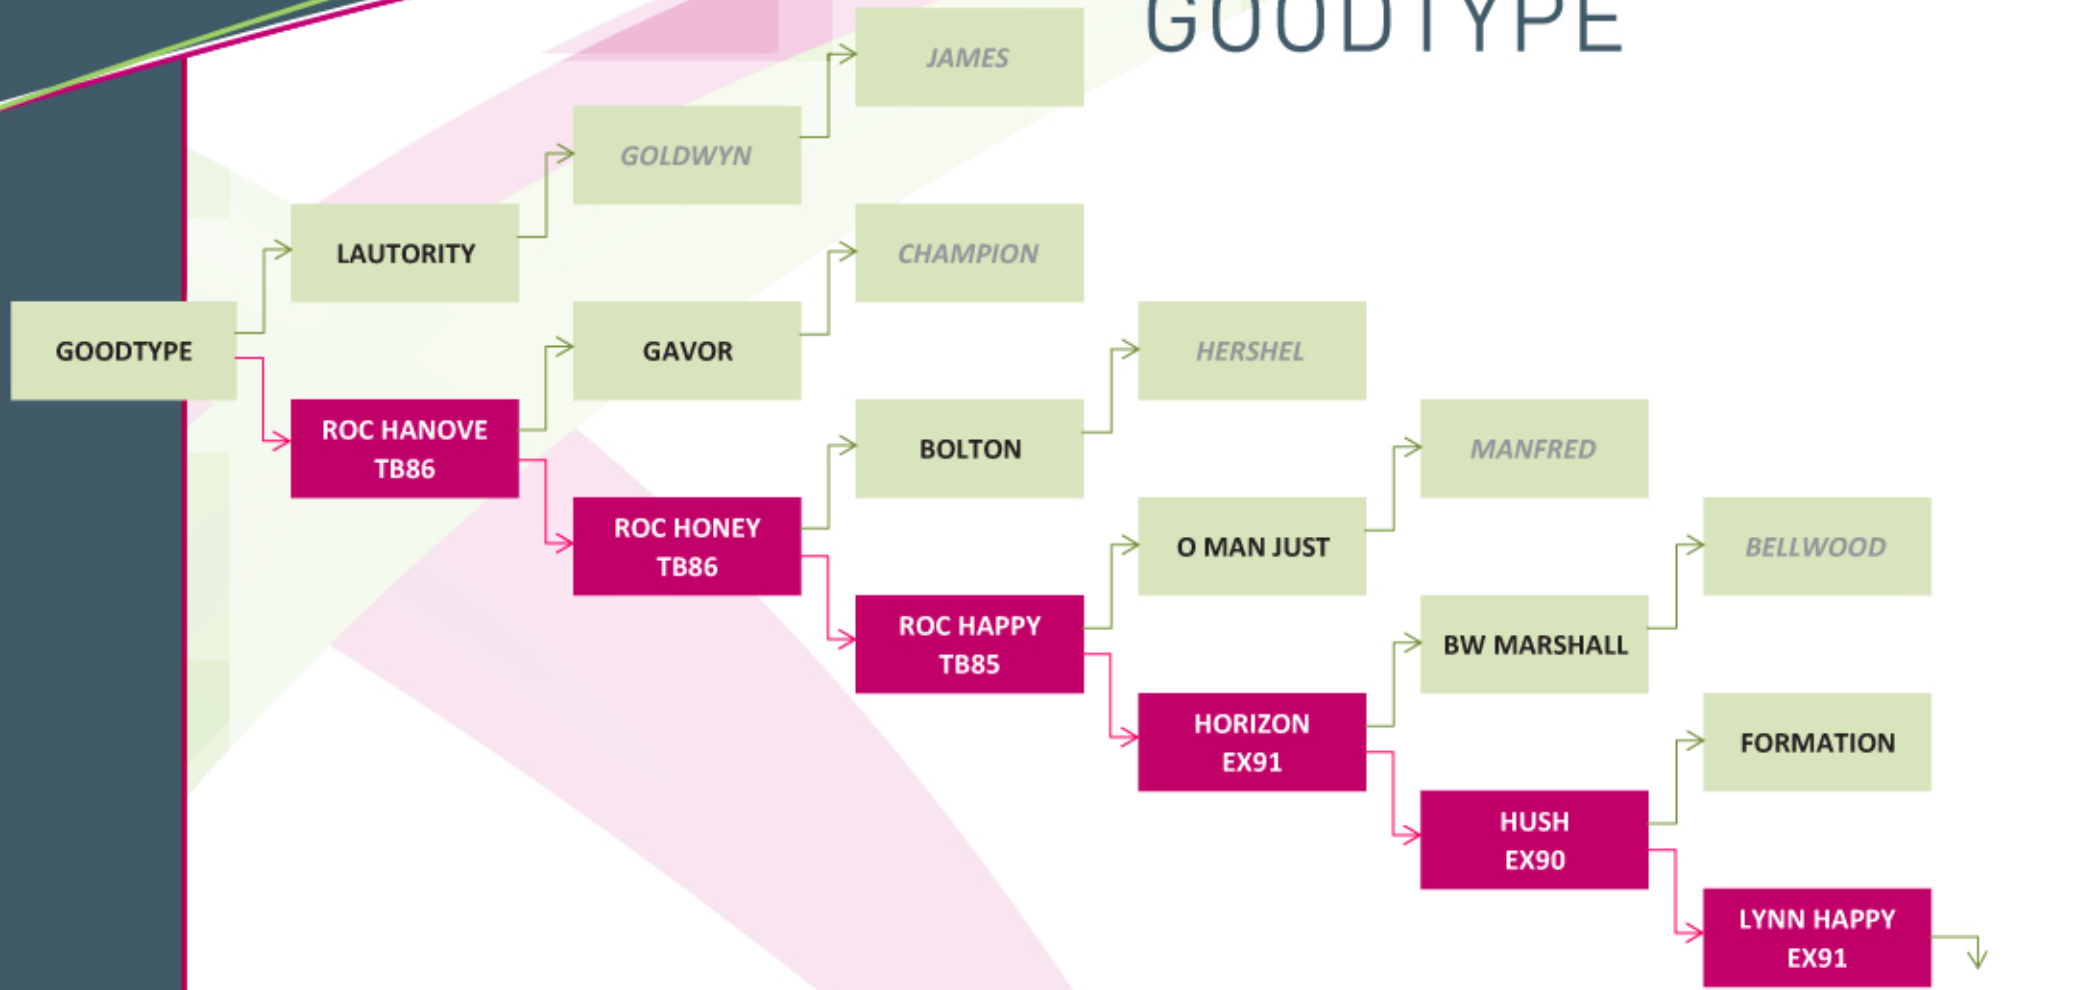 GOODTYPE
JAMES
GOLDWYN
LAUTORITY
CHAMPION
GOODTYPE
GAVOR
HERSHEL
ROC HANOVE
TB86
BOLTON
MANFRED
ROC HONEY
TB86
O MAN JUST
BELLWOOD
ROC HAPPY
TB85
BW MARSHALL
HORIZON
EX91
FORMATION
HUSH
EX90
LYNN HAPPY
EX91